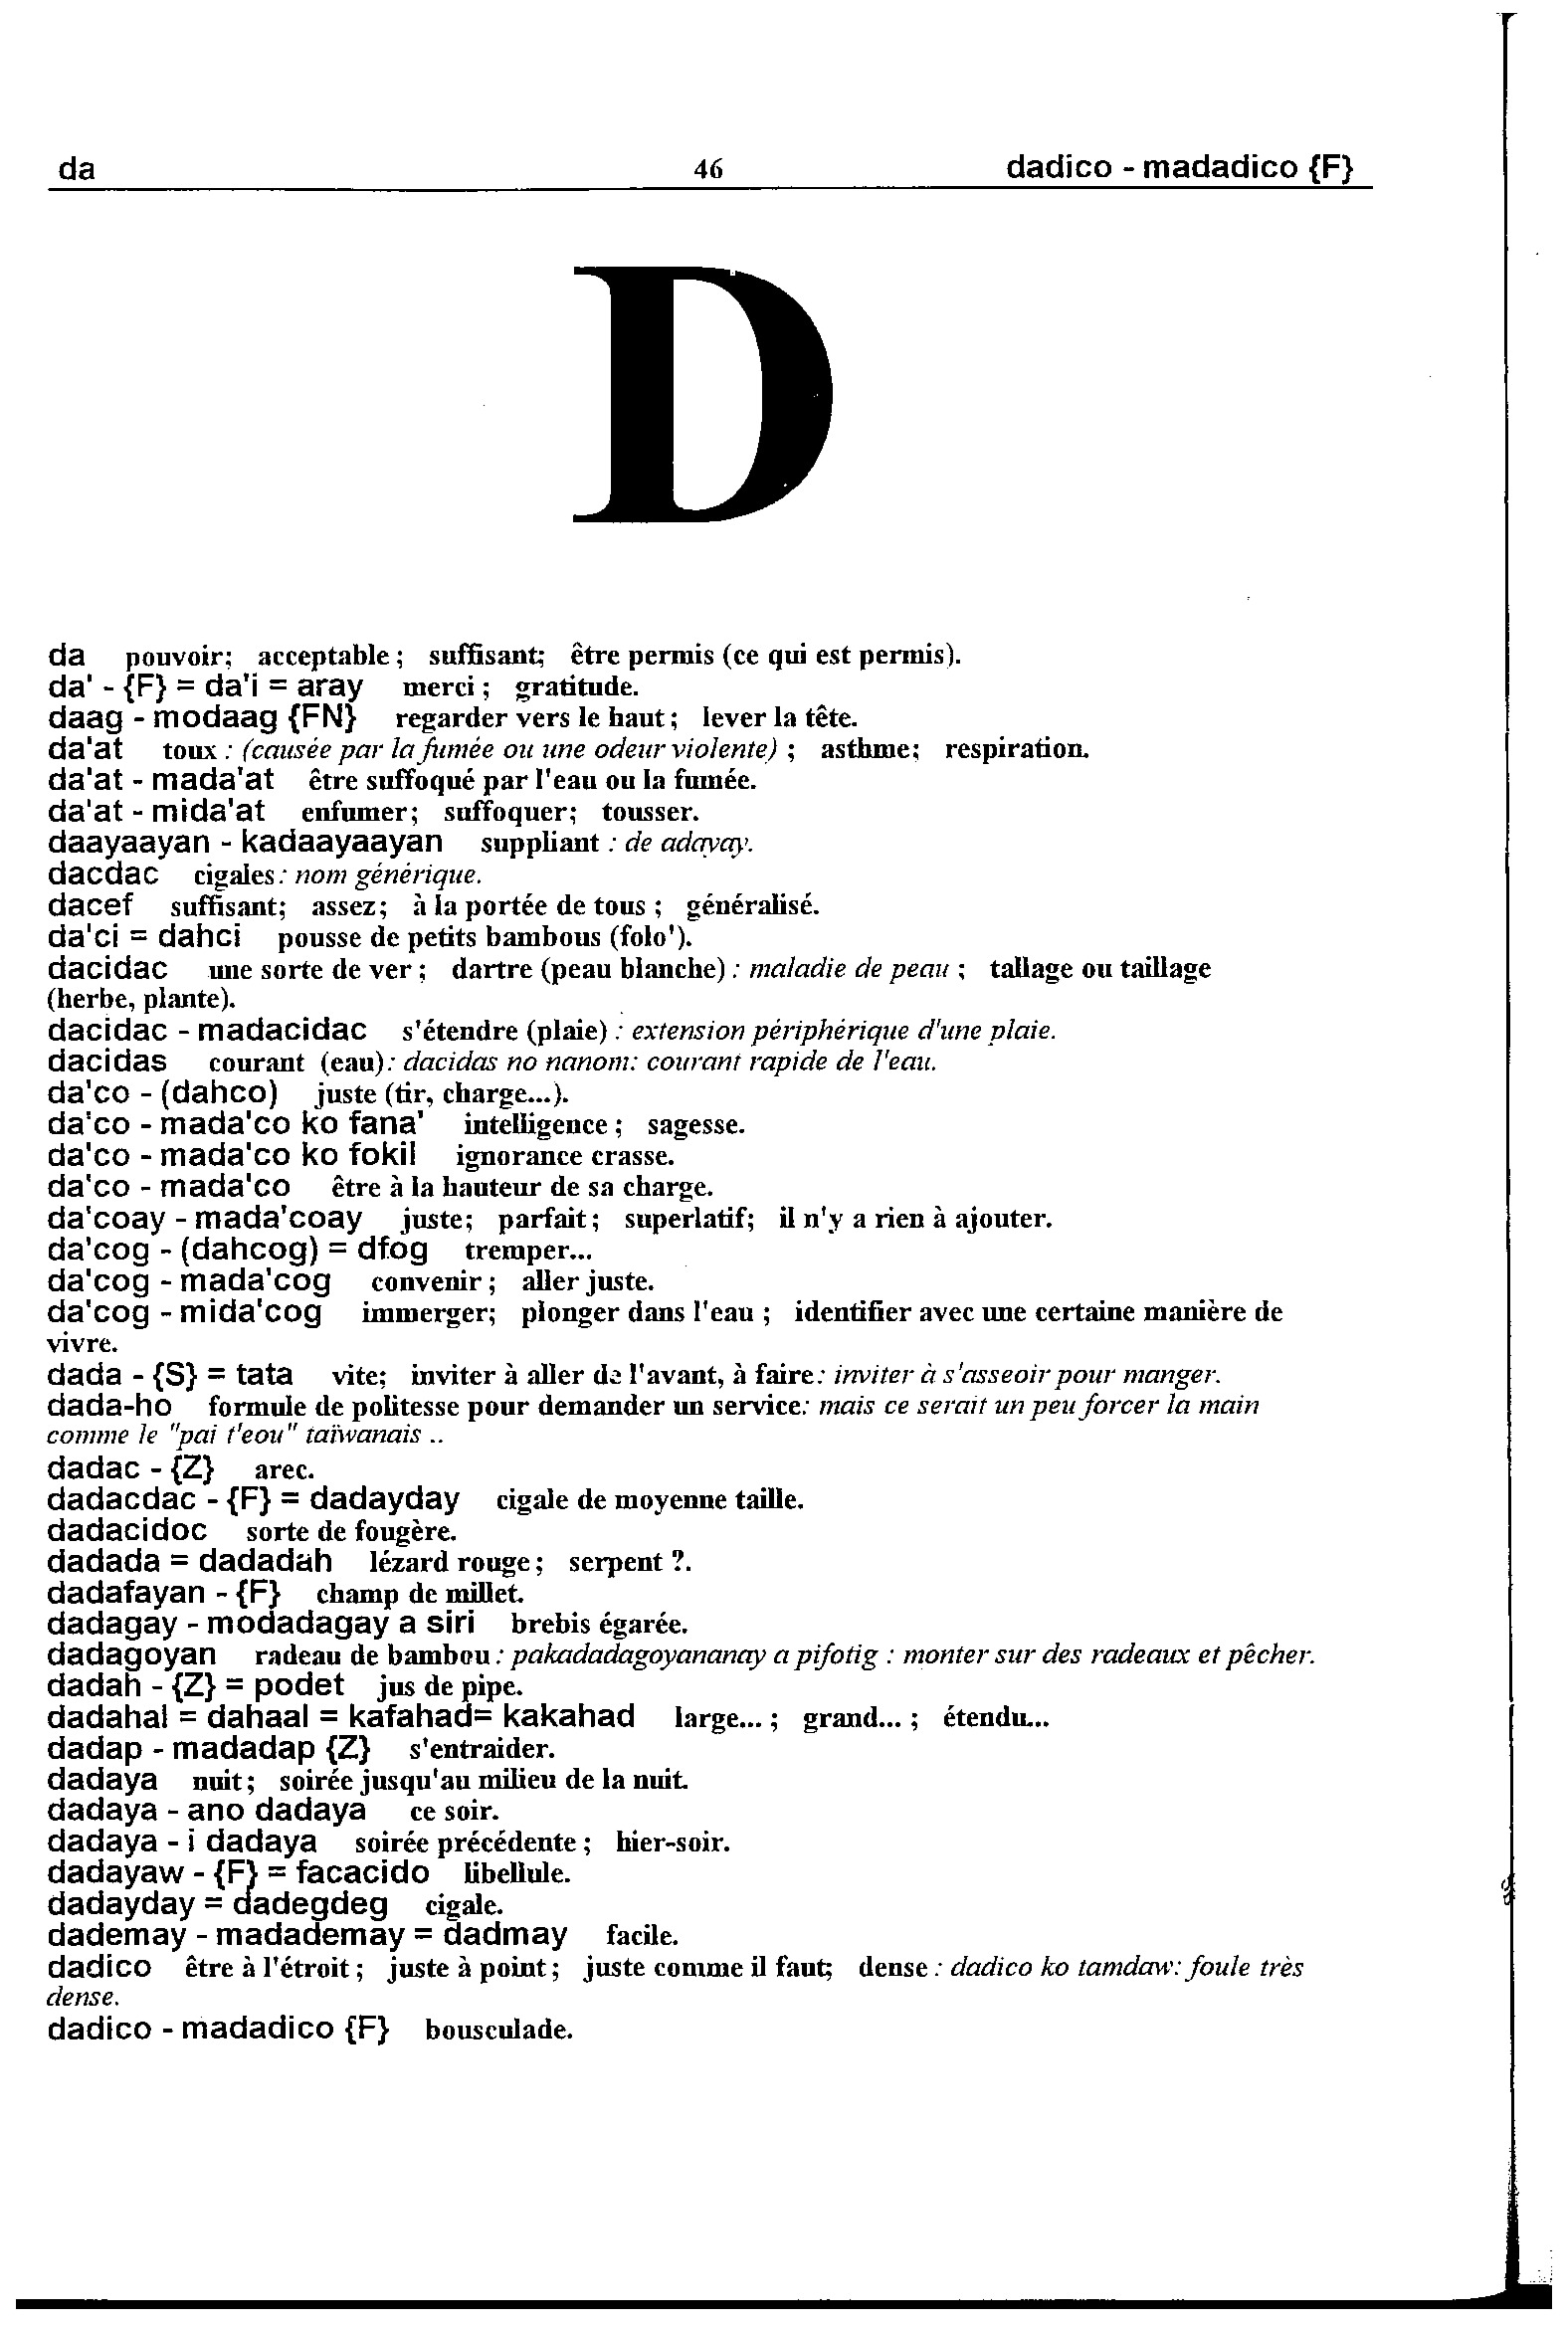 da 46 dadico - madadico {F}
D
da pouvoir; acceptable ; suffisant; être permis (ce qui est permis).
da' - {F} = da'i = aray merci ; gratitude.
daag - modaag {FN} regarder vers le haut ; lever la tête.
da'at toux : (causée par la fumée ou une odeur violente) ; asthme; respiration.
da'at - mada'at être suffoqué par l'eau ou la fumée.
da'at - mida'at enfumer; suffoquer; tousser.
daayaayan - kadaayaayan suppliant : de adayay.
dacdac cigales : nom générique.
dacef suffisant; assez; à la portée de tous ; généralisé.
da'ci = dahci pousse de petits bambous (folo').
dacidac une sorte de ver ; dartre (peau blanche) : maladie de peau ; tallage ou taillage
(herbe, plante).
dacidac - madacidac s'étendre (plaie) : extension périphérique d'une plaie.
dacidas courant (eau): dacidas no nanom: courant rapide de l'eau.
da'co - (dahco) juste (tir, charge...).
da'co - mada'co ko fana' intelligence ; sagesse.
da'co - mada'co ko fokil ignorance crasse.
da'co - mada'co être à la hauteur de sa charge.
da'coay - mada'coay juste; parfait ; superlatif; il n'y a rien à ajouter.
da'cog - (dahcog) = dfog tremper...
da'cog - mada'cog convenir ; aller juste.
da'cog - mida'cog immerger; plonger dans l'eau ; identifier avec une certaine manière de
vivre.
dada - {S} = tata vite; inviter à aller de l'avant, à faire: inviter à s'asseoir pour manger.
dada-ho formule de politesse pour demander un service: mais ce serait un peu forcer la main
comme le "pai t'eou" taïwanais ..
dadac - {Z} arec.
dadacdac - {F} = dadayday cigale de moyenne taille.
dadacidoc sorte de fougère.
dadada = dadadah lézard rouge ; serpent ?.
dadafayan - {F} champ de millet.
dadagay - modadagay a siri brebis égarée.
dadagoyan radeau de bambou : pakadadagoyananay a pifotig : monter sur des radeaux et pêcher.
dadah - {Z} = podet jus de pipe.
dadahal = dahaal = kafahad= kakahad large... ; grand... ; étendu...
dadap - madadap {Z} s'entraider.
dadaya nuit ; soirée jusqu'au milieu de la nuit.
dadaya - ano dadaya ce soir.
dadaya - i dadaya soirée précédente ; hier-soir.
dadayaw - {F} = facacido libellule.
dadayday = dadegdeg cigale.
dademay - madademay = dadmay facile.
dadico être à l'étroit ; juste à point ; juste comme il faut; dense : dadico ko tamdaw: foule très
dense.
dadico - madadico {F} bousculade.